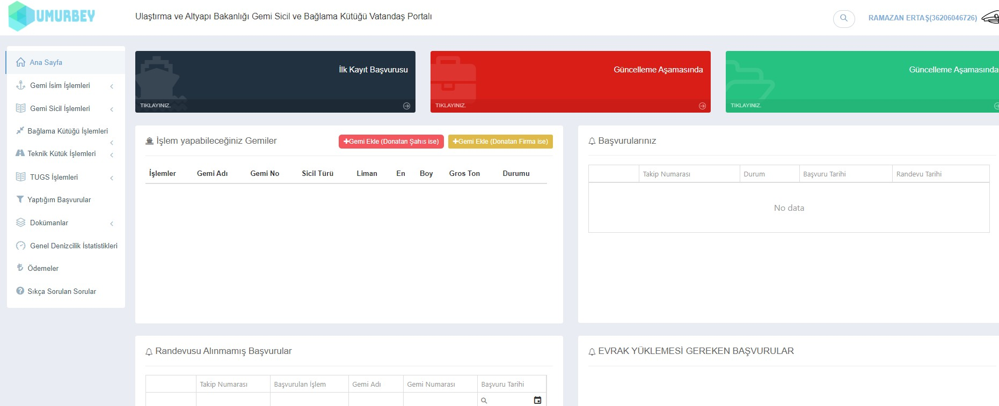 UMURBEY
Ulaştırma ve Altyapı Bakanlığı Gemi Sicil ve Bağlama Kütüğü Vatandaş Portalı
RAMAZAN ERTAŞ(36206046726)
Ana Sayfa
Gemi İsim İşlemleri
Gemi Sicil İşlemleri
Bağlama Kütüğü İşlemleri
Teknik Kütük İşlemleri
TUGS İşlemleri
Yaptığım Başvurular
Dokümanlar
Genel Denizcilik İstatistikleri
Ödemeler
Sıkça Sorulan Sorular
İlk Kayıt Başvurusu
TIKLAYINIZ.
Güncelleme Aşamasında
TIKLAYINIZ.
Güncelleme Aşamasında
TIKLAYINIZ.
İşlem yapabileceğiniz Gemiler
+Gemi Ekle (Donatan Şahıs ise)
+Gemi Ekle (Donatan Firma ise)
İşlemler Gemi Adı Gemi No Sicil Türü Liman En Boy Gros Ton Durumu
Başvurularınız
Takip Numarası Durum Başvuru Tarihi Randevu Tarihi
No data
Randevusu Alınmamış Başvurular
Takip Numarası Başvurulan İşlem Gemi Adı Gemi Numarası Başvuru Tarihi
EVRAK YÜKLEMESİ GEREKEN BAŞVURULAR